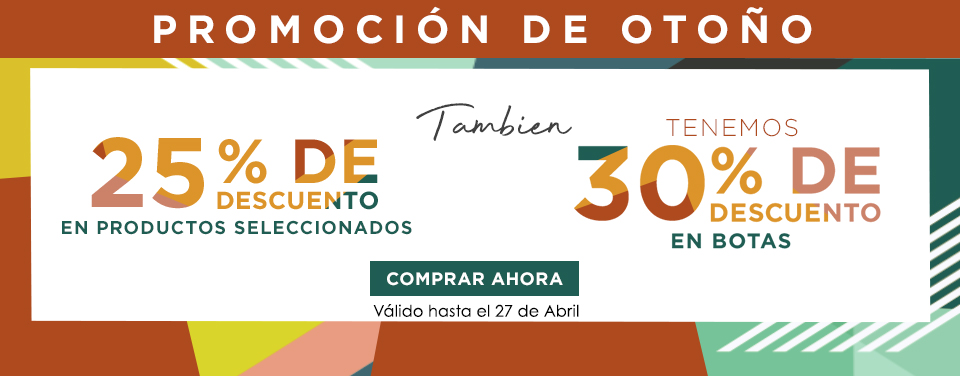 PROMOCIÓN DE OTOÑO
25% DE
DESCUENTO
EN PRODUCTOS SELECCIONADOS
Tambien
TENEMOS
30% DE
DESCUENTO
EN BOTAS
COMPRAR AHORA
Válido hasta el 27 de Abril